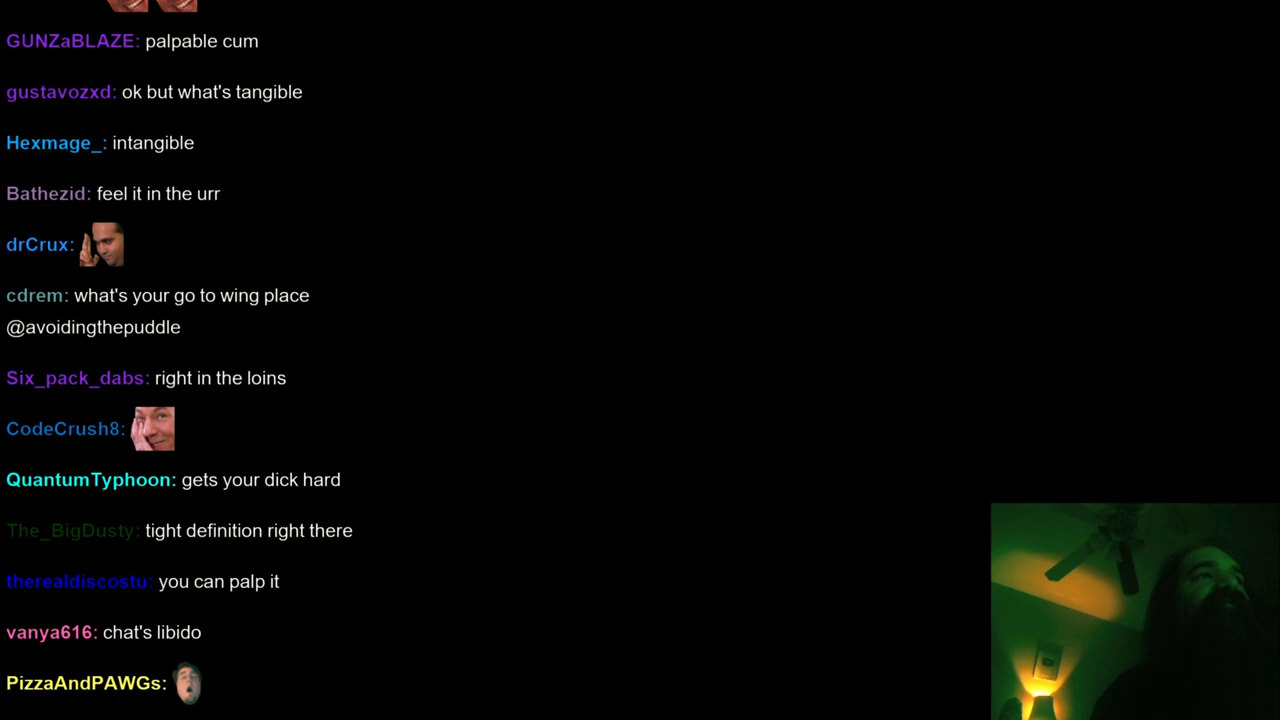 GUNZaBLAZE: palpable cum
gustavozxd: ok but what's tangible
Hexmage_: intangible
Bathezid: feel it in the urr
drCrux:
cdrem: what's your go to wing place
@avoidingthepuddle
Six_pack_dabs: right in the loins
CodeCrush8:
QuantumTyphoon: gets your dick hard
The_BigDusty: tight definition right there
therealdiscostu: you can palp it
vanya616: chat's libido
PizzaAndPAWGs: